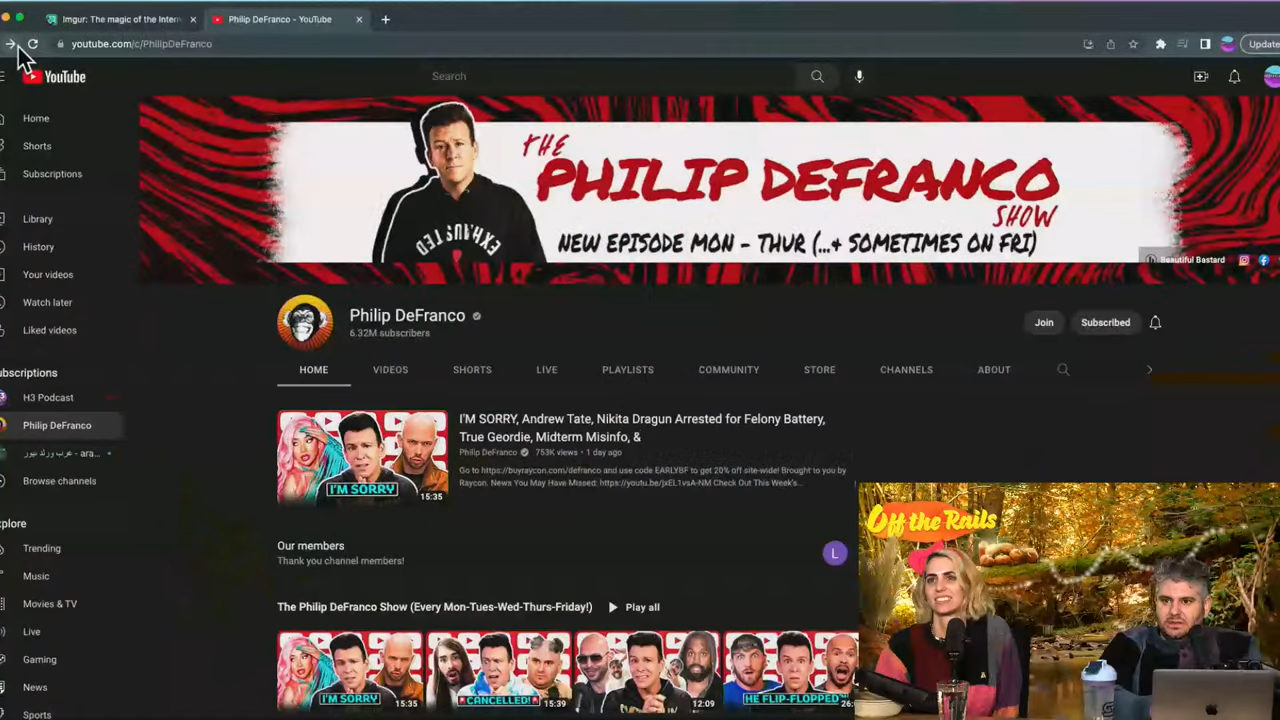 Imgur: The magic of the Intern
Philip DeFranco - YouTube
youtube.com/c/PhilipDeFranco
Update
YouTube
Search
Home
Shorts
Subscriptions
Library
History
Your videos
Watch later
Liked videos
ubscriptions
H3 Podcast
Philip DeFranco
عرب ورلد نيوز - ara...
Browse channels
xplore
Trending
Music
Movies & TV
Live
Gaming
News
Sports
THE
PHILIP DEFRANCO
SHOW
NEW EPISODE MON - THUR (...+ SOMETIMES ON FRI)
EXHAUSTED
Beautiful Bastard
Philip DeFranco
6.32M subscribers
Join
Subscribed
HOME
VIDEOS
SHORTS
LIVE
PLAYLISTS
COMMUNITY
STORE
CHANNELS
ABOUT
I'M SORRY
15:35
I'M SORRY, Andrew Tate, Nikita Dragun Arrested for Felony Battery,
True Geordie, Midterm Misinfo, &
Philip DeFranco 753K views • 1 day ago
Go to https://buyraycon.com/defranco and use code EARLYBF to get 20% off site-wide! Brought to you by
Raycon. News You May Have Missed: https://youtu.be/jxEL1vsA-NM Check Out This Week's...
Our members
Thank you channel members!
L
The Philip DeFranco Show (Every Mon-Tues-Wed-Thurs-Friday!)
Play all
I'M SORRY
15:35
CANCELLED!
15:39
12:09
HE FLIP-FLOPPED
26:
Off the Rails